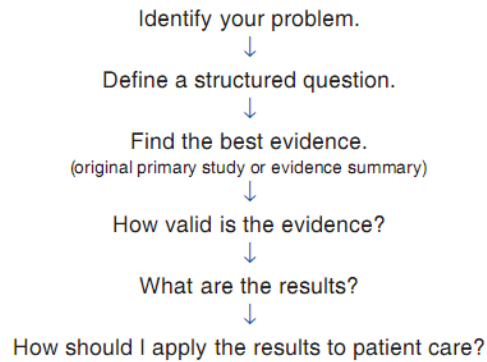 Identify your problem.
↓
Define a structured question.
↓
Find the best evidence.
(original primary study or evidence summary)
↓
How valid is the evidence?
↓
What are the results?
↓
How should I apply the results to patient care?